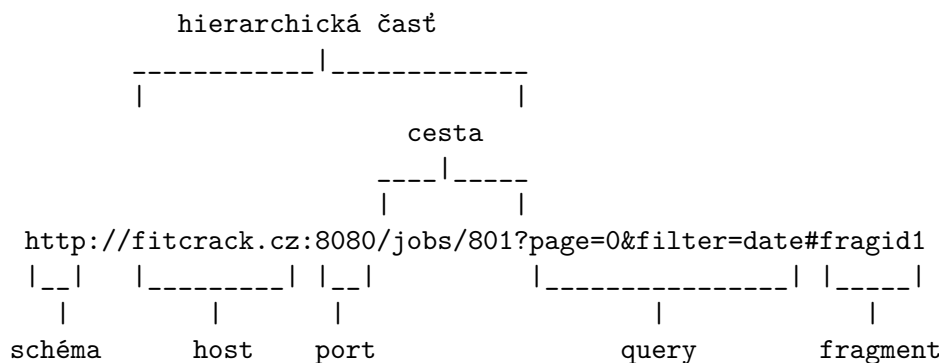 hierarchická časť
cesta
http://fitcrack.cz:8080/jobs/801?page=0&filter=date#fragid1
schéma host port query fragment